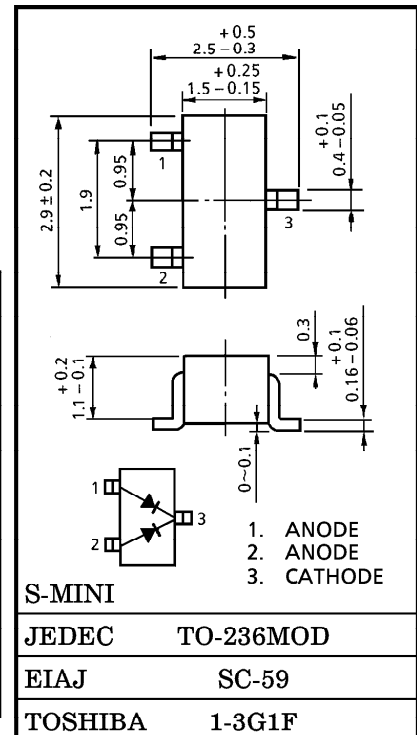 +0.5
2.5 – 0.3
+0.25
1.5 – 0.15
2.9 ± 0.2
1.9
0.95
0.95
+0.1
0.4 – 0.05
1
2
3
+0.2
1.1 – 0.1
0.3
+0.1
0.16 – 0.06
0~0.1
1
2
3
1. ANODE
2. ANODE
3. CATHODE
S-MINI
JEDEC TO-236MOD
EIAJ SC-59
TOSHIBA 1-3G1F